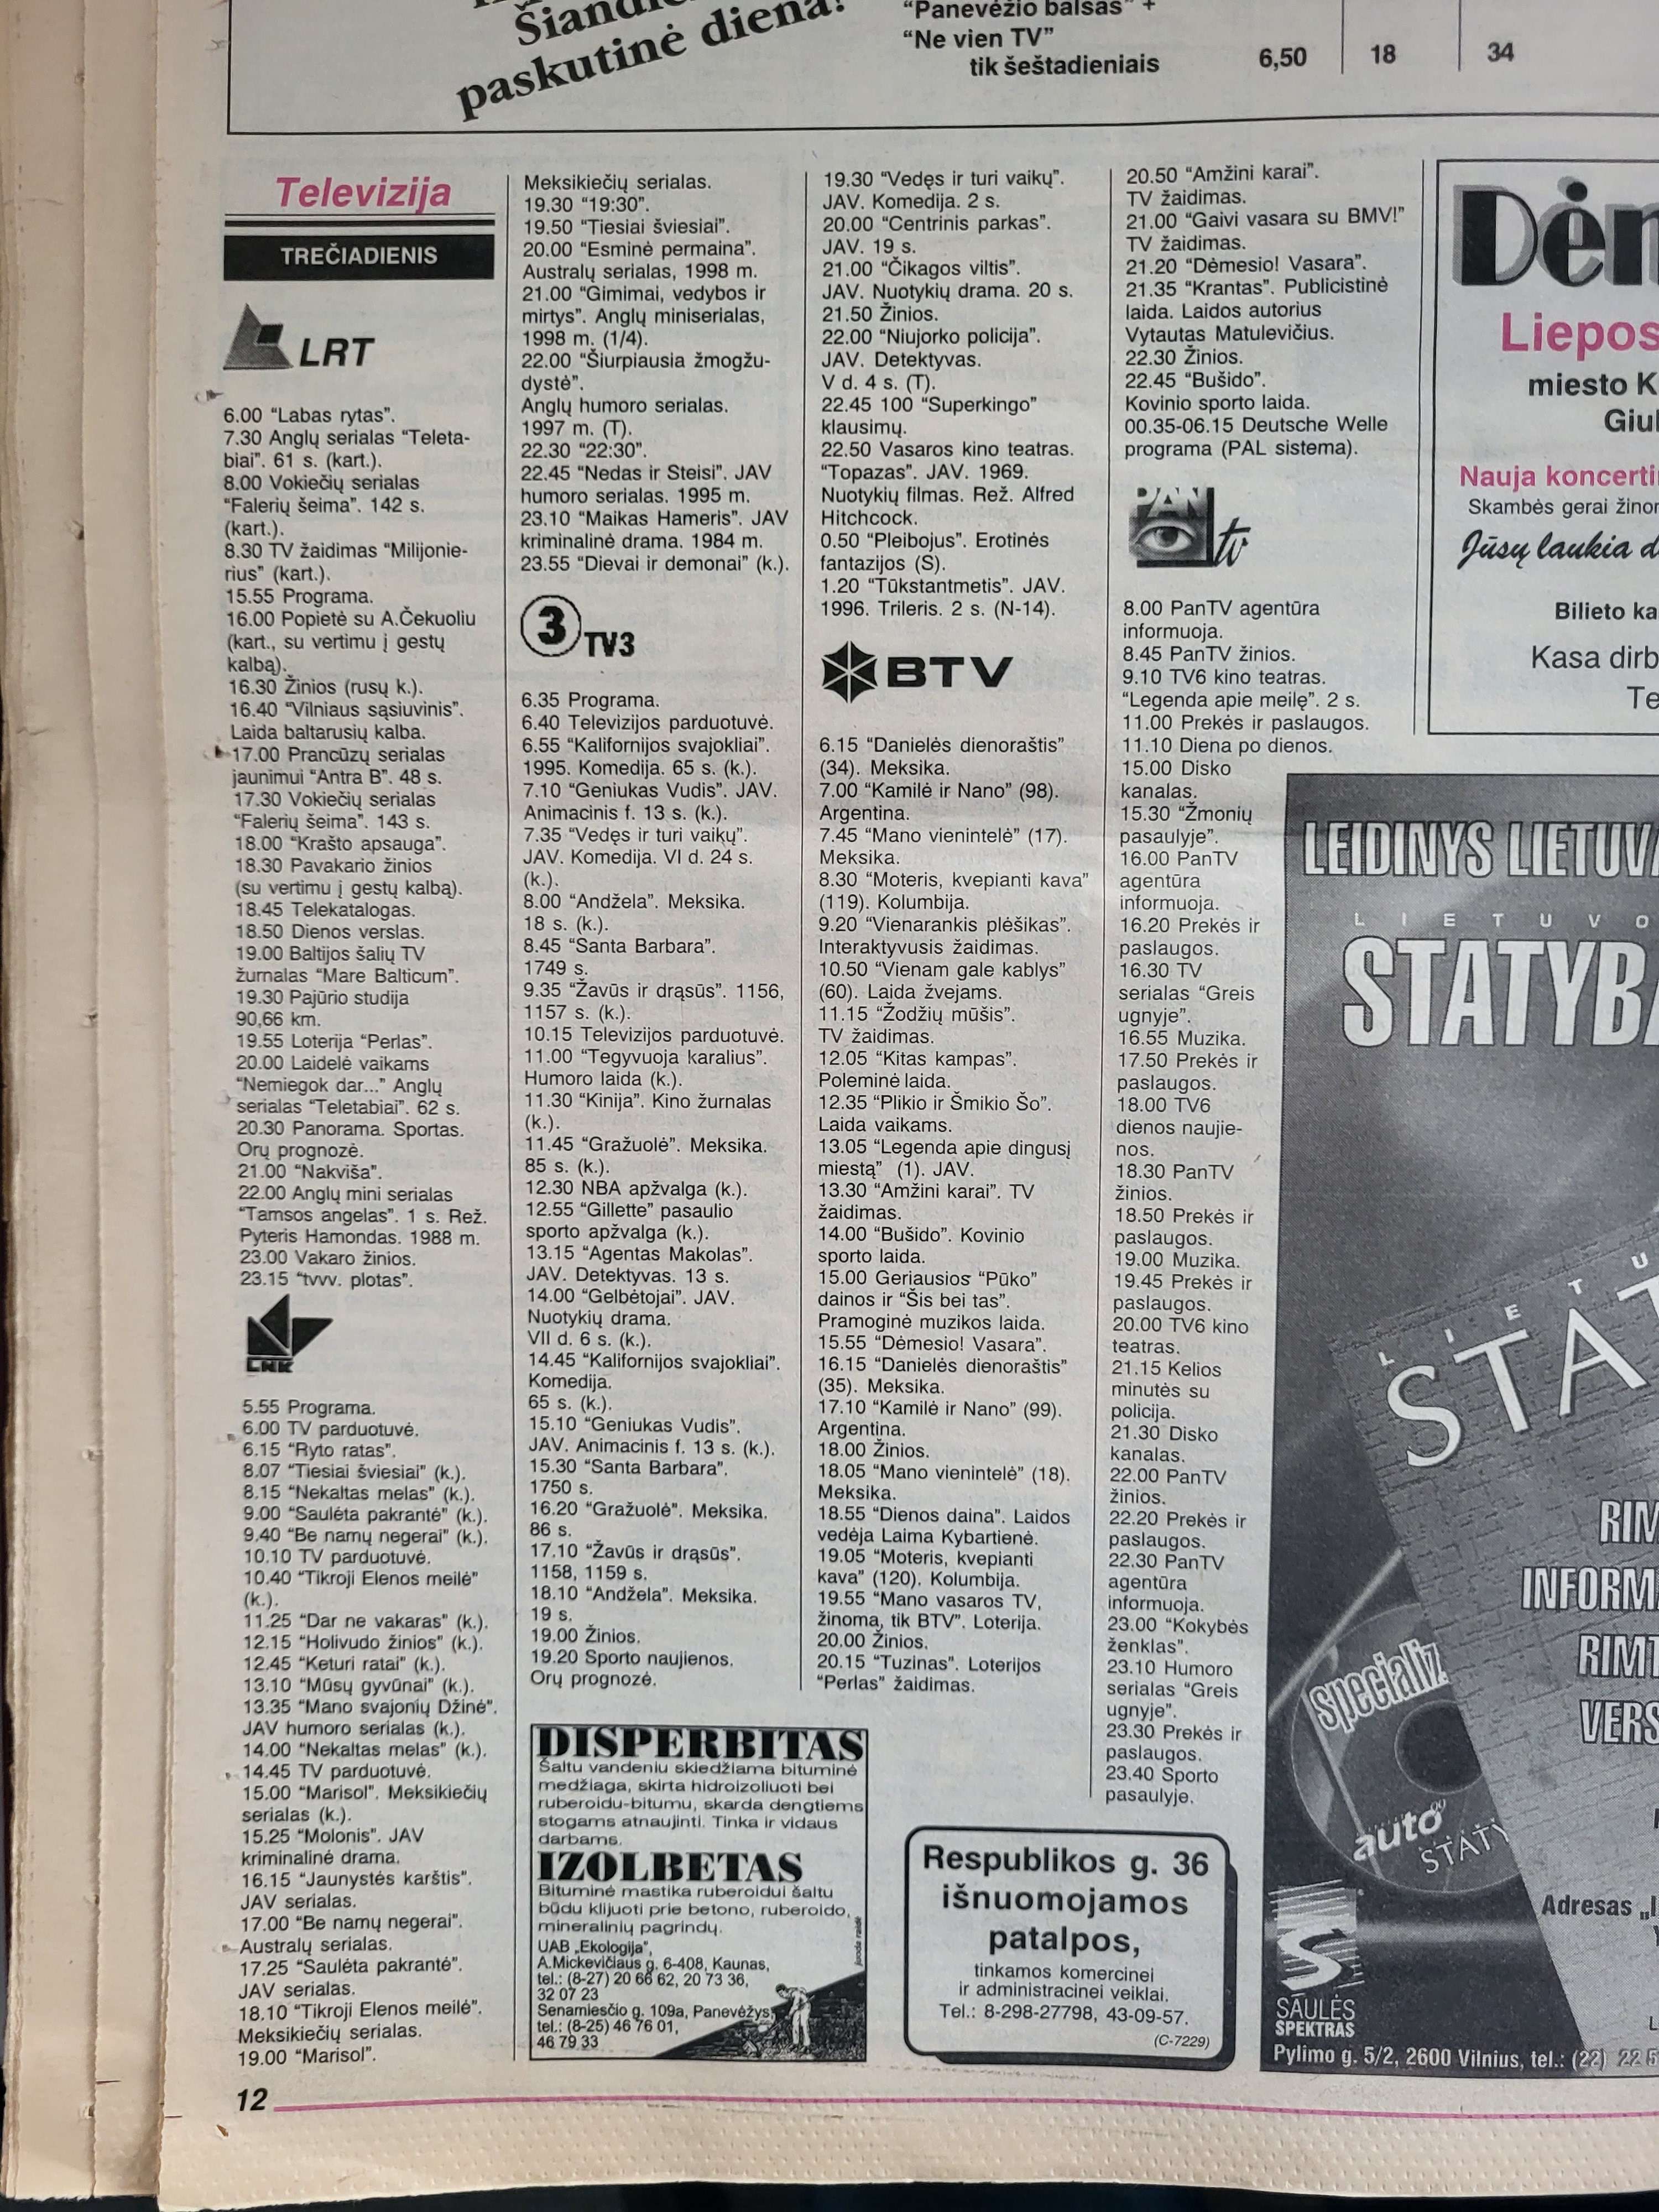 Šiandien
paskutinė diena!
“Panevėžio balsas” +
“Ne vien TV”
tik šeštadieniais
6,50 18 34
Televizija
TREČIADIENIS
LRT
6.00 “Labas rytas”.
7.30 Anglų serialas “Teleta-
biai”. 61 s. (kart.).
8.00 Vokiečių serialas
“Falerių šeima”. 142 s.
(kart.).
8.30 TV žaidimas “Milijonie-
rius” (kart.).
15.55 Programa.
16.00 Popietė su A.Čekuoliu
(kart., su vertimu į gestų
kalbą).
16.30 Žinios (rusų k.).
16.40 “Vilniaus sąsiuvinis”.
Laida baltarusių kalba.
17.00 Prancūzų serialas
jaunimui “Antra B”. 48 s.
17.30 Vokiečių serialas
“Falerių šeima”. 143 s.
18.00 “Krašto apsauga”.
18.30 Pavakario žinios
(su vertimu į gestų kalbą).
18.45 Telekatalogas.
18.50 Dienos verslas.
19.00 Baltijos šalių TV
žurnalas “Mare Balticum”.
19.30 Pajūrio studija
90,66 km.
19.55 Loterija “Perlas”.
20.00 Laidelė vaikams
“Nemiegok dar...” Anglų
serialas “Teletabiai”. 62 s.
20.30 Panorama. Sportas.
Orų prognozė.
21.00 “Nakviša”.
22.00 Anglų mini serialas
“Tamsos angelas”. 1 s. Rež.
Pyteris Hamondas. 1988 m.
23.00 Vakaro žinios.
23.15 “tvvv. plotas”.
LNK
5.55 Programa.
6.00 TV parduotuvė.
6.15 “Ryto ratas”.
8.07 “Tiesiai šviesiai” (k.).
8.15 “Nekaltas melas” (k.).
9.00 “Saulėta pakrantė” (k.).
9.40 “Be namų negerai” (k.).
10.10 TV parduotuvė.
10.40 “Tikroji Elenos meilė”
(k.).
11.25 “Dar ne vakaras” (k.).
12.15 “Holivudo žinios” (k.).
12.45 “Keturi ratai” (k.).
13.10 “Mūsų gyvūnai” (k.).
13.35 “Mano svajonių Džinė”.
JAV humoro serialas (k.).
14.00 “Nekaltas melas” (k.).
14.45 TV parduotuvė.
15.00 “Marisol”. Meksikiečių
serialas (k.).
15.25 “Molonis”. JAV
kriminalinė drama.
16.15 “Jaunystės karštis”.
JAV serialas.
17.00 “Be namų negerai”.
Australų serialas.
17.25 “Saulėta pakrantė”.
JAV serialas.
18.10 “Tikroji Elenos meilė”.
Meksikiečių serialas.
19.00 “Marisol”.
Meksikiečių serialas.
19.30 “19:30”.
19.50 “Tiesiai šviesiai”.
20.00 “Esminė permaina”.
Australų serialas, 1998 m.
21.00 “Gimimai, vedybos ir
mirtys”. Anglų miniserialas,
1998 m. (1/4).
22.00 “Šiurpiausia žmogžu-
dystė”.
Anglų humoro serialas.
1997 m. (T).
22.30 “22:30”.
22.45 “Nedas ir Steisi”. JAV
humoro serialas. 1995 m.
23.10 “Maikas Hameris”. JAV
kriminalinė drama. 1984 m.
23.55 “Dievai ir demonai” (k.).
3 TV3
6.35 Programa.
6.40 Televizijos parduotuvė.
6.55 “Kalifornijos svajokliai”.
1995. Komedija. 65 s. (k.).
7.10 “Geniukas Vudis”. JAV.
Animacinis f. 13 s. (k.).
7.35 “Vedęs ir turi vaikų”.
JAV. Komedija. VI d. 24 s.
(k.).
8.00 “Andžela”. Meksika.
18 s. (k.).
8.45 “Santa Barbara”.
1749 s.
9.35 “Žavūs ir drąsūs”. 1156,
1157 s. (k.).
10.15 Televizijos parduotuvė.
11.00 “Tegyvuoja karalius”.
Humoro laida (k.).
11.30 “Kinija”. Kino žurnalas
(k.).
11.45 “Gražuolė”. Meksika.
85 s. (k.).
12.30 NBA apžvalga (k.).
12.55 “Gillette” pasaulio
sporto apžvalga (k.).
13.15 “Agentas Makolas”.
JAV. Detektyvas. 13 s.
14.00 “Gelbėtojai”. JAV.
Nuotykių drama.
VII d. 6 s. (k.).
14.45 “Kalifornijos svajokliai”.
Komedija.
65 s. (k.).
15.10 “Geniukas Vudis”.
JAV. Animacinis f. 13 s. (k.).
15.30 “Santa Barbara”.
1750 s.
16.20 “Gražuolė”. Meksika.
86 s.
17.10 “Žavūs ir drąsūs”.
1158, 1159 s.
18.10 “Andžela”. Meksika.
19 s.
19.00 Žinios.
19.20 Sporto naujienos.
Orų prognozė.
19.30 “Vedęs ir turi vaikų”.
JAV. Komedija. 2 s.
20.00 “Centrinis parkas”.
JAV. 19 s.
21.00 “Čikagos viltis”.
JAV. Nuotykių drama. 20 s.
21.50 Žinios.
22.00 “Niujorko policija”.
JAV. Detektyvas.
V d. 4 s. (T).
22.45 100 “Superkingo”
klausimų.
22.50 Vasaros kino teatras.
“Topazas”. JAV. 1969.
Nuotykių filmas. Rež. Alfred
Hitchcock.
0.50 “Pleibojus”. Erotinės
fantazijos (S).
1.20 “Tūkstantmetis”. JAV.
1996. Trileris. 2 s. (N-14).
BTV
6.15 “Danielės dienoraštis”
(34). Meksika.
7.00 “Kamilė ir Nano” (98).
Argentina.
7.45 “Mano vienintelė” (17).
Meksika.
8.30 “Moteris, kvepianti kava”
(119). Kolumbija.
9.20 “Vienarankis plėšikas”.
Interaktyvusis žaidimas.
10.50 “Vienam gale kablys”
(60). Laida žvejams.
11.15 “Žodžių mūšis”.
TV žaidimas.
12.05 “Kitas kampas”.
Poleminė laida.
12.35 “Plikio ir Šmikio Šo”.
Laida vaikams.
13.05 “Legenda apie dingusį
miestą” (1). JAV.
13.30 “Amžini karai”. TV
žaidimas.
14.00 “Bušido”. Kovinio
sporto laida.
15.00 Geriausios “Pūko”
dainos ir “Šis bei tas”.
Pramoginė muzikos laida.
15.55 “Dėmesio! Vasara”.
16.15 “Danielės dienoraštis”
(35). Meksika.
17.10 “Kamilė ir Nano” (99).
Argentina.
18.00 Žinios.
18.05 “Mano vienintelė” (18).
Meksika.
18.55 “Dienos daina”. Laidos
vedėja Laima Kybartienė.
19.05 “Moteris, kvepianti
kava” (120). Kolumbija.
19.55 “Mano vasaros TV,
žinoma, tik BTV”. Loterija.
20.00 Žinios.
20.15 “Tuzinas”. Loterijos
“Perlas” žaidimas.
20.50 “Amžini karai”.
TV žaidimas.
21.00 “Gaivi vasara su BMV!”
TV žaidimas.
21.20 “Dėmesio! Vasara”.
21.35 “Krantas”. Publicistinė
laida. Laidos autorius
Vytautas Matulevičius.
22.30 Žinios.
22.45 “Bušido”.
Kovinio sporto laida.
00.35-06.15 Deutsche Welle
programa (PAL sistema).
PAN tv
8.00 PanTV agentūra
informuoja.
8.45 PanTV žinios.
9.10 TV6 kino teatras.
“Legenda apie meilę”. 2 s.
11.00 Prekės ir paslaugos.
11.10 Diena po dienos.
15.00 Disko
kanalas.
15.30 “Žmonių
pasaulyje”.
16.00 PanTV
agentūra
informuoja.
16.20 Prekės ir
paslaugos.
16.30 TV
serialas “Greis
ugnyje”.
16.55 Muzika.
17.50 Prekės ir
paslaugos.
18.00 TV6
dienos naujie-
nos.
18.30 PanTV
žinios.
18.50 Prekės ir
paslaugos.
19.00 Muzika.
19.45 Prekės ir
paslaugos.
20.00 TV6 kino
teatras.
21.15 Kelios
minutės su
policija.
21.30 Disko
kanalas.
22.00 PanTV
žinios.
22.20 Prekės ir
paslaugos.
22.30 PanTV
agentūra
informuoja.
23.00 “Kokybės
ženklas”.
23.10 Humoro
serialas “Greis
ugnyje”.
23.30 Prekės ir
paslaugos.
23.40 Sporto
pasaulyje.
DISPERBITAS
Šaltu vandeniu skiedžiama bituminė
medžiaga, skirta hidroizoliuoti bei
ruberoidu-bitumu, skarda dengtiems
stogams atnaujinti. Tinka ir vidaus
darbams.
IZOLBETAS
Bituminė mastika ruberoidui šaltu
būdu klijuoti prie betono, ruberoido,
mineralinių pagrindų.
UAB „Ekologija”,
A.Mickevičiaus g. 6-408, Kaunas,
tel.: (8-27) 20 66 62, 20 73 36,
32 07 23
Senamiesčio g. 109a, Panevėžys,
tel.: (8-25) 46 76 01,
46 79 33
juoda raidė
Respublikos g. 36
išnuomojamos
patalpos,
tinkamos komercinei
ir administracinei veiklai.
Tel.: 8-298-27798, 43-09-57.
(C-7229)
Dėm
Liepos
miesto K
Giul
Nauja koncertin
Skambės gerai žinom
Jūsų laukia d
Bilieto ka
Kasa dirb
Te
LEIDINYS LIETUVA
LIETUVO
STATYBA
LIETU
STAT
RIM
INFORMA
RIMT
VERS
specializ
auto
STATY
Adresas „I
SAULĖS
SPEKTRAS
Pylimo g. 5/2, 2600 Vilnius, tel.: (22) 22 5
12